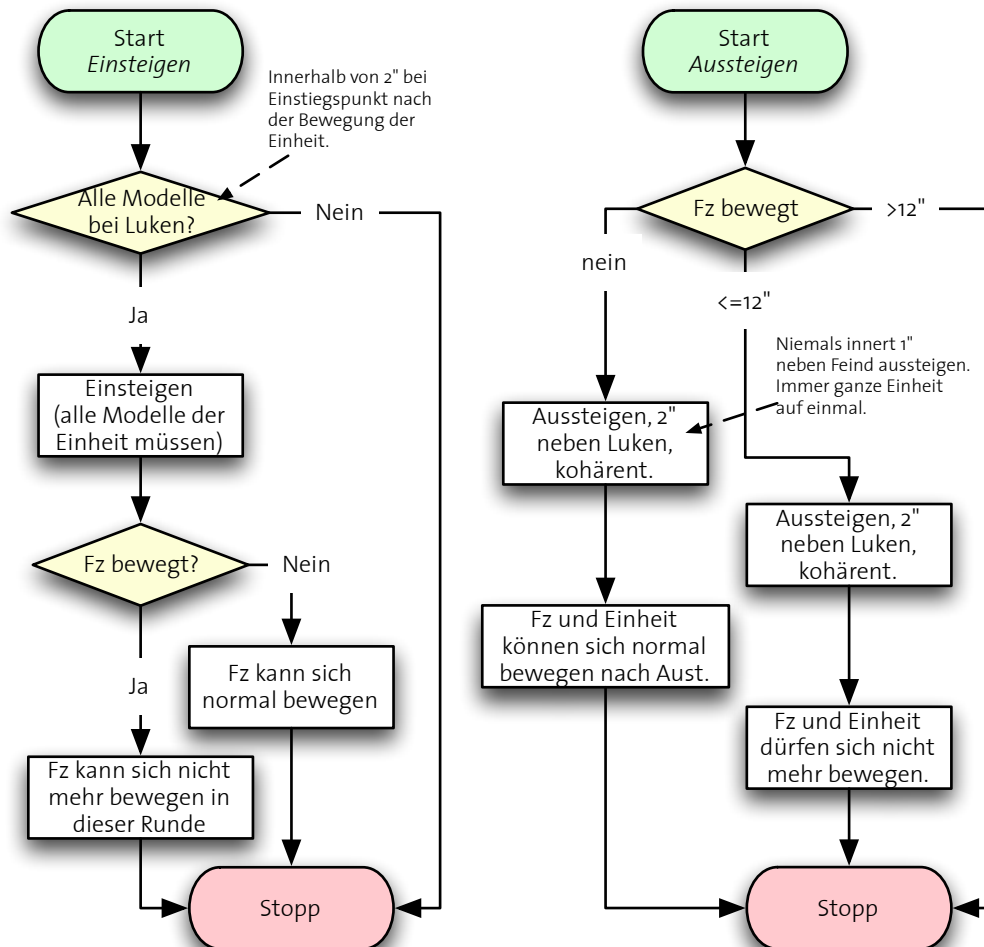 Start
Einsteigen
Innerhalb von 2" bei
Einstiegspunkt nach
der Bewegung der
Einheit.
Alle Modelle
bei Luken?
Nein
Ja
Einsteigen
(alle Modelle der
Einheit müssen)
Fz bewegt?
Nein
Fz kann sich
normal bewegen
Ja
Fz kann sich nicht
mehr bewegen in
dieser Runde
Stopp
Start
Aussteigen
Fz bewegt
>12"
nein
<=12"
Niemals innert 1"
neben Feind aussteigen.
Immer ganze Einheit
auf einmal.
Aussteigen, 2"
neben Luken,
kohärent.
Aussteigen, 2"
neben Luken,
kohärent.
Fz und Einheit
können sich normal
bewegen nach Aust.
Fz und Einheit
dürfen sich nicht
mehr bewegen.
Stopp